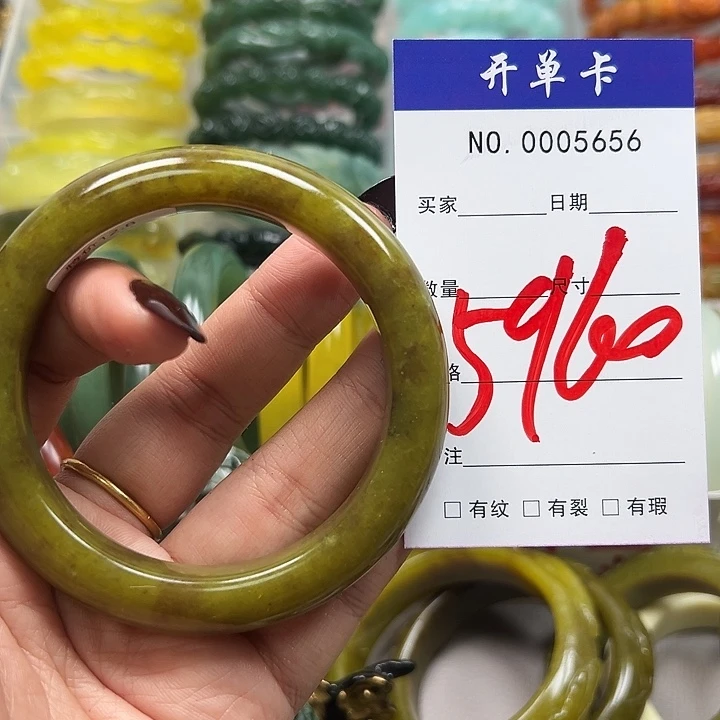 开单卡
NO.0005656
买家 日期
数量 尺寸
5960
格
注
□有纹 □有裂 □有瑕